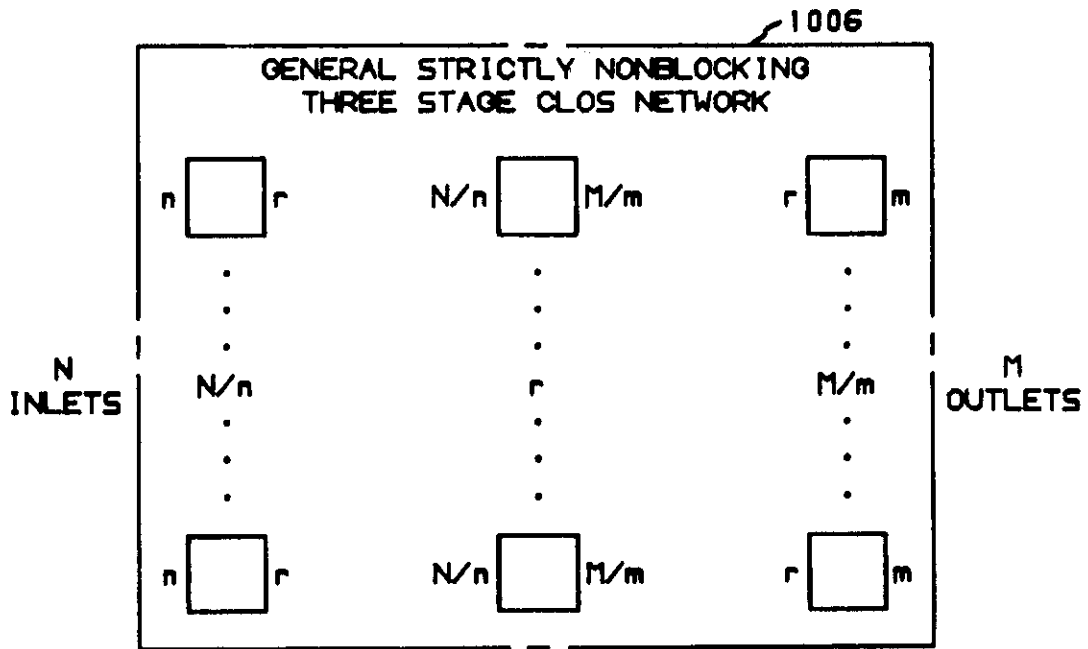 1006
GENERAL STRICTLY NONBLOCKING
THREE STAGE CLOS NETWORK
n r N/n M/m r m
N INLETS
N/n r M/m
M OUTLETS
n r N/n M/m r m